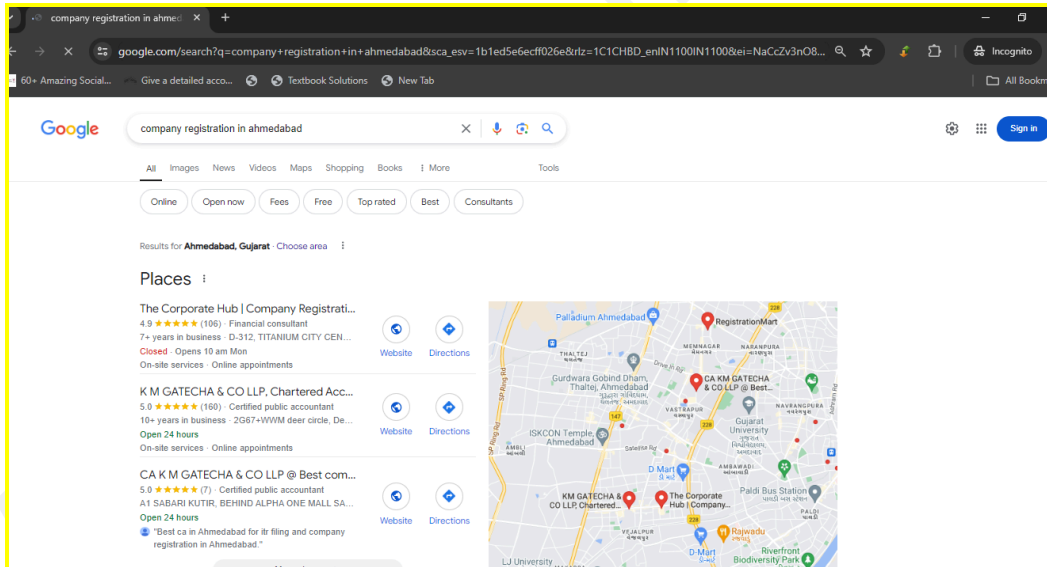 company registration in ahmed
google.com/search?q=company+registration+in+ahmedabad&sca_esv=1b1ed5e6ecff026e&rlz=1C1CHBD_enIN1100IN1100&ei=NaCcZv3nO8...
Incognito
60+ Amazing Social...
Give a detailed acco...
Textbook Solutions
New Tab
All Bookm
Google
company registration in ahmedabad
Sign in
All Images News Videos Maps Shopping Books More Tools
Online Open now Fees Free Top rated Best Consultants
Results for Ahmedabad, Gujarat · Choose area
Places
The Corporate Hub | Company Registrati...
4.9 (106) · Financial consultant
7+ years in business · D-312, TITANIUM CITY CEN...
Closed · Opens 10 am Mon
On-site services · Online appointments
Website Directions
K M GATECHA & CO LLP, Chartered Acc...
5.0 (160) · Certified public accountant
10+ years in business · 2G67+WWM deer circle, De...
Open 24 hours
On-site services · Online appointments
Website Directions
CA K M GATECHA & CO LLP @ Best com...
5.0 (7) · Certified public accountant
A1 SABARI KUTIR, BEHIND ALPHA ONE MALL SA...
Open 24 hours
"Best ca in Ahmedabad for itr filing and company
registration in Ahmedabad."
Website Directions
Palladium Ahmedabad
228
RegistrationMart
THALTEJ
MEMNAGAR
NARANPURA
Drive In Rd
SP Ring Rd
Gurdwara Gobind Dham,
Thaltej, Ahmedabad
CA KM GATECHA
& CO LLP @ Best...
147
VASTRAPUR
NAVRANGPURA
228
Gujarat
University
ISKCON Temple,
Ahmedabad
AMBLI
Satellite Rd
SP Ring Rd
D Mart
AMBAWADI
KM GATECHA &
CO LLP, Chartered...
The Corporate
Hub | Company...
Paldi Bus Station
PALDI
228
VEJALPUR
Rajwadu
D-Mart
Riverfront
Biodiversity Park
LJ University